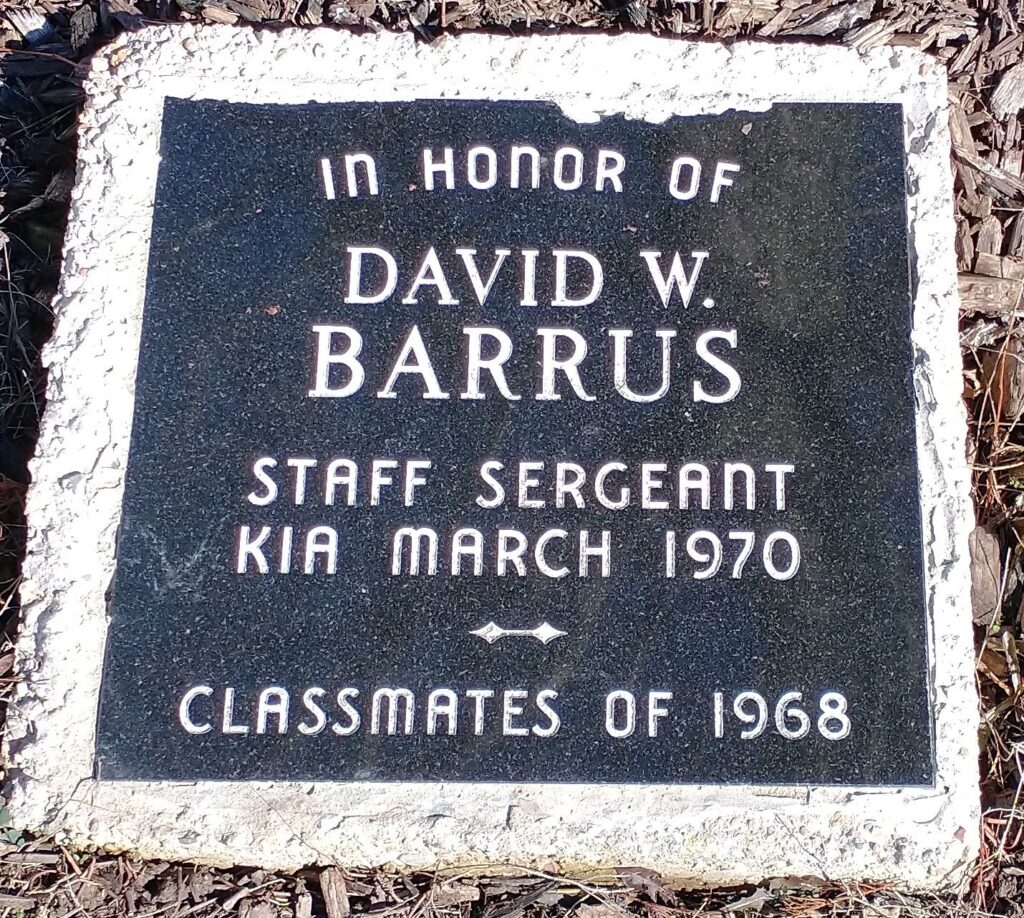 IN HONOR OF
DAVID W.
BARRUS
STAFF SERGEANT
KIA MARCH 1970
CLASSMATES OF 1968